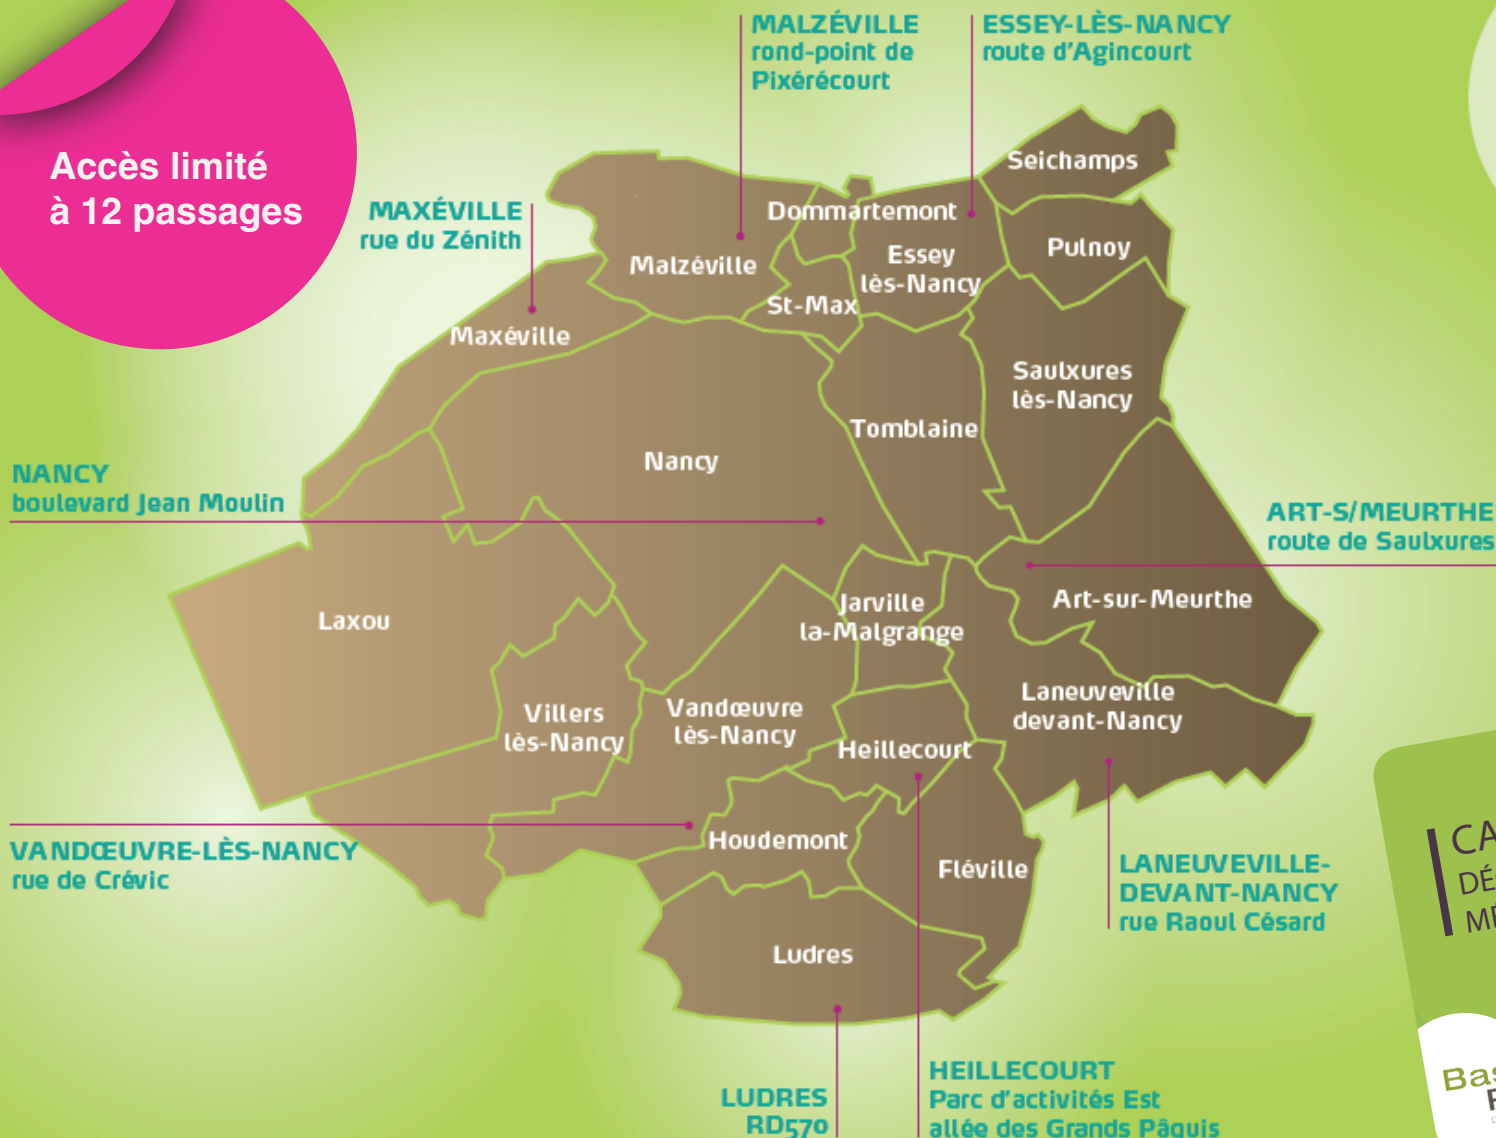 Accès limité
à 12 passages
MALZÉVILLE
rond-point de
Pixérécourt
ESSEY-LÈS-NANCY
route d'Agincourt
MAXÉVILLE
rue du Zénith
Seichamps
Dommartemont
Pulnoy
Malzéville
Essey
lès-Nancy
St-Max
Maxéville
Saulxures
lès-Nancy
Tomblaine
Nancy
NANCY
boulevard Jean Moulin
ART-S/MEURTHE
route de Saulxures
Laxou
Jarville
la-Malgrange
Art-sur-Meurthe
Villers
lès-Nancy
Vandœuvre
lès-Nancy
Laneuveville
devant-Nancy
Heillecourt
VANDŒUVRE-LÈS-NANCY
rue de Crévic
Houdemont
Fléville
LANEUVEVILLE-
DEVANT-NANCY
rue Raoul Césard
Ludres
LUDRES
RD570
HEILLECOURT
Parc d'activités Est
allée des Grands Pâquis